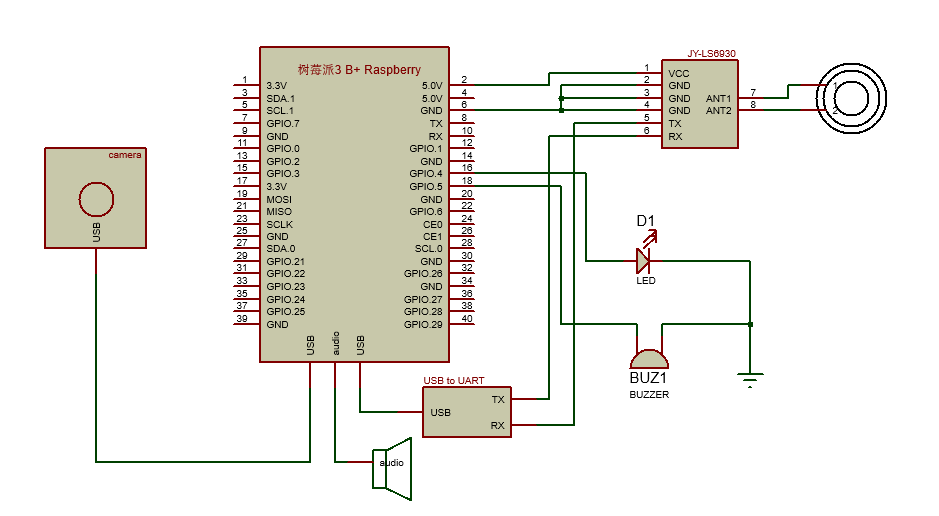 树莓派3 B+ Raspberry
1 3.3V 5.0V 2
3 SDA.1 5.0V 4
5 SCL.1 GND 6
7 GPIO.7 TX 8
9 GND RX 10
11 GPIO.0 GPIO.1 12
13 GPIO.2 GND 14
15 GPIO.3 GPIO.4 16
17 3.3V GPIO.5 18
19 MOSI GND 20
21 MISO GPIO.6 22
23 SCLK CE0 24
25 GND CE1 26
27 SDA.0 SCL.0 28
29 GPIO.21 GND 30
31 GPIO.22 GPIO.26 32
33 GPIO.23 GND 34
35 GPIO.24 GPIO.27 36
37 GPIO.25 GPIO.28 38
39 GND GPIO.29 40
USB audio USB
camera
USB
JY-LS6930
1 VCC
2 GND
3 GND ANT1 7
4 GND ANT2 8
5 TX
6 RX
1
2
D1
LED
BUZ1
BUZZER
USB to UART
TX
USB
RX
audio